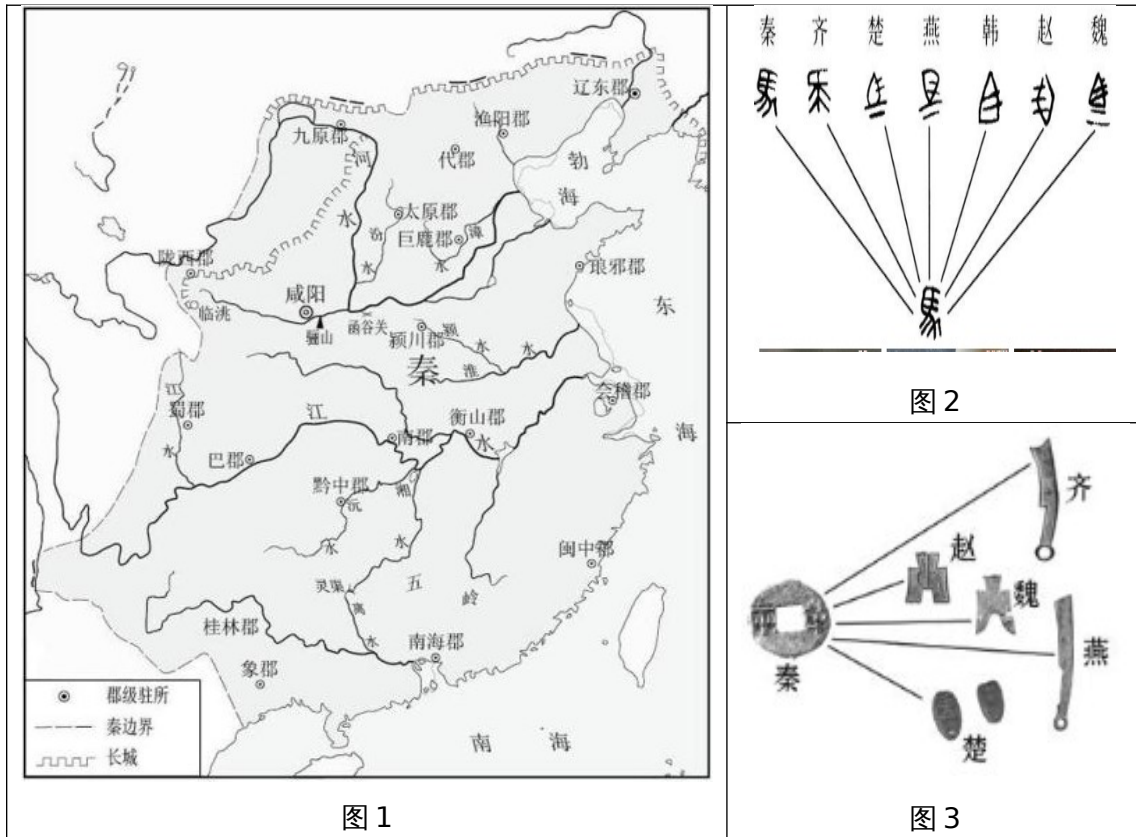 辽东郡
渔阳郡
九原郡
代郡
勃
海
河
水
太原郡
汾
水
巨鹿郡
漳
水
陇西郡
琅邪郡
咸阳
临洮
骊山
函谷关
颍川郡
颍
水
东
海
秦
淮
水
江
水
蜀郡
会稽郡
江
水
衡山郡
南郡
巴郡
黔中郡
沅
水
湘
水
闽中郡
灵渠
五
岭
离
水
桂林郡
南海郡
象郡
南 海
郡级驻所
秦边界
长城
图1
秦 齐 楚 燕 韩 赵 魏
馬
馬
图2
齐
赵
魏
燕
秦
楚
图3